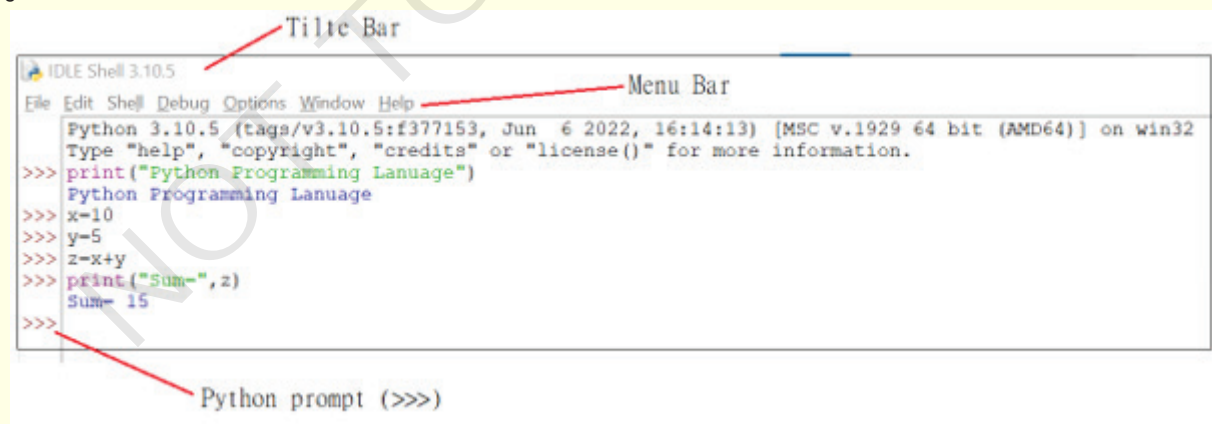 Tiltc Bar
IDLE Shell 3.10.5
Menu Bar
File Edit Shell Debug Options Window Help
Python 3.10.5 (tags/v3.10.5:f377153, Jun 6 2022, 16:14:13) [MSC v.1929 64 bit (AMD64)] on win32
Type "help", "copyright", "credits" or "license()" for more information.
>>> print("Python Programming Lanuage")
Python Programming Lanuage
>>> x=10
>>> y=5
>>> z=x+y
>>> print("Sum=",z)
Sum= 15
>>>
Python prompt (>>>)
NOT TO